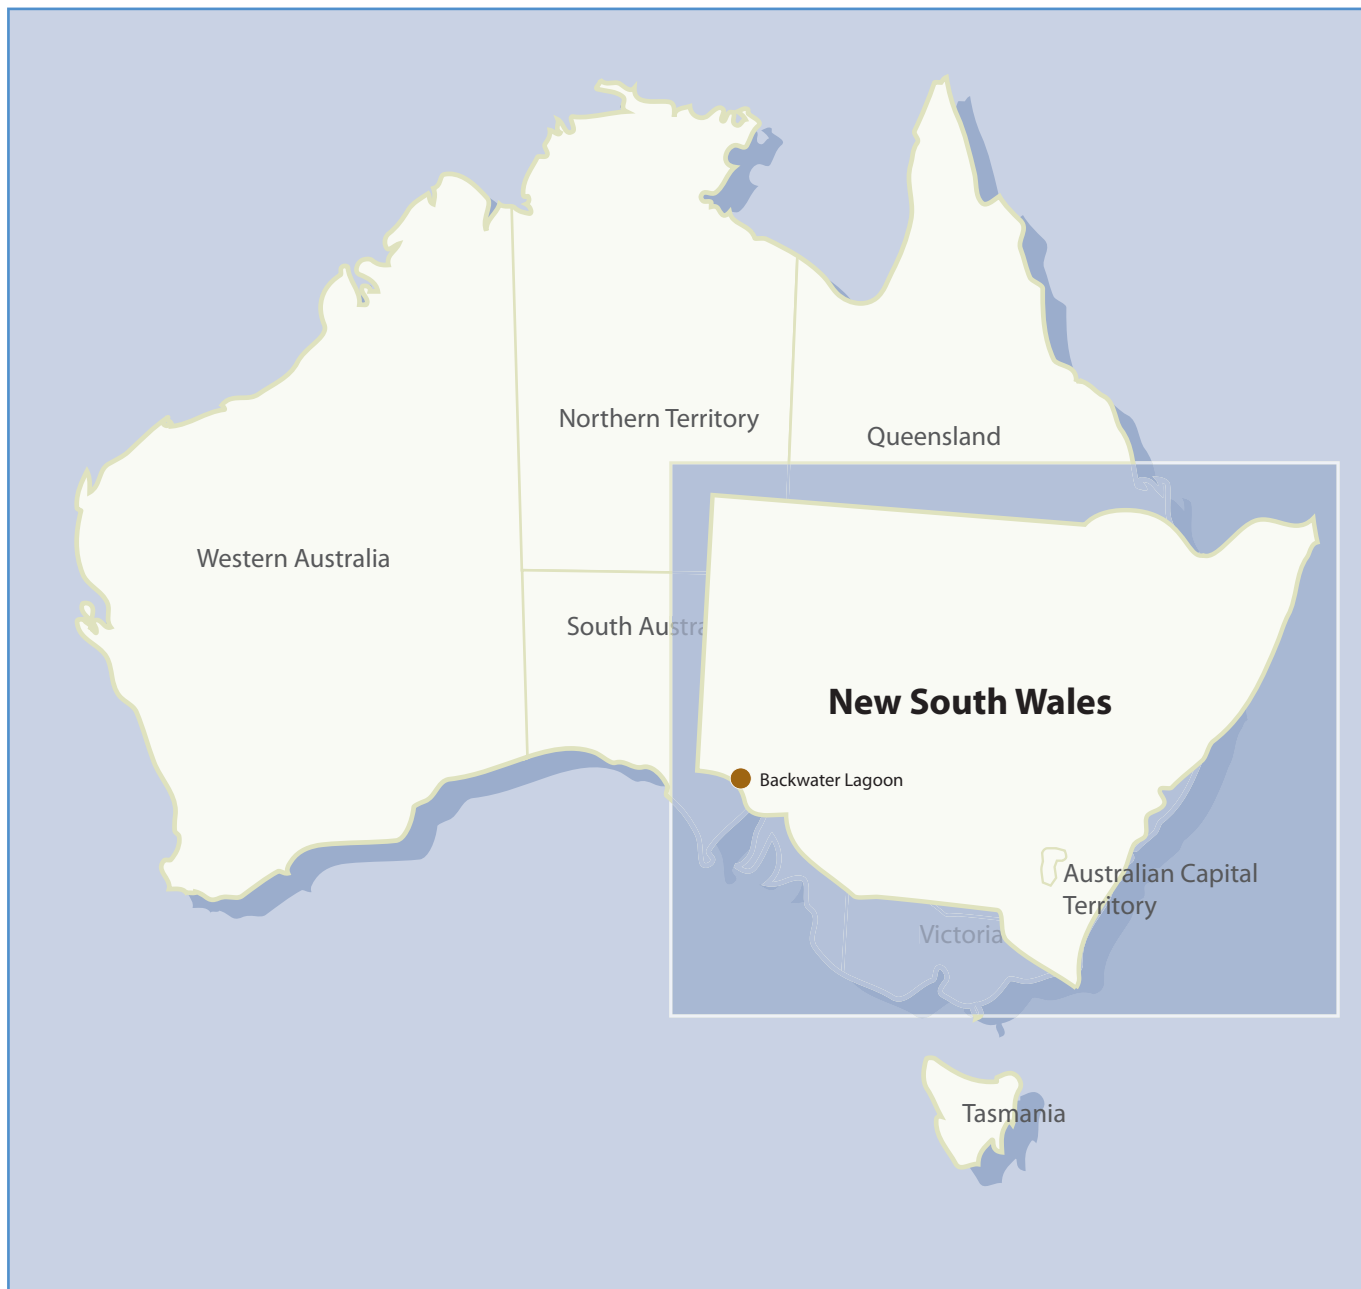 Northern Territory
Queensland
Western Australia
South Austra
New South Wales
Backwater Lagoon
Australian Capital
Territory
Victoria
Tasmania